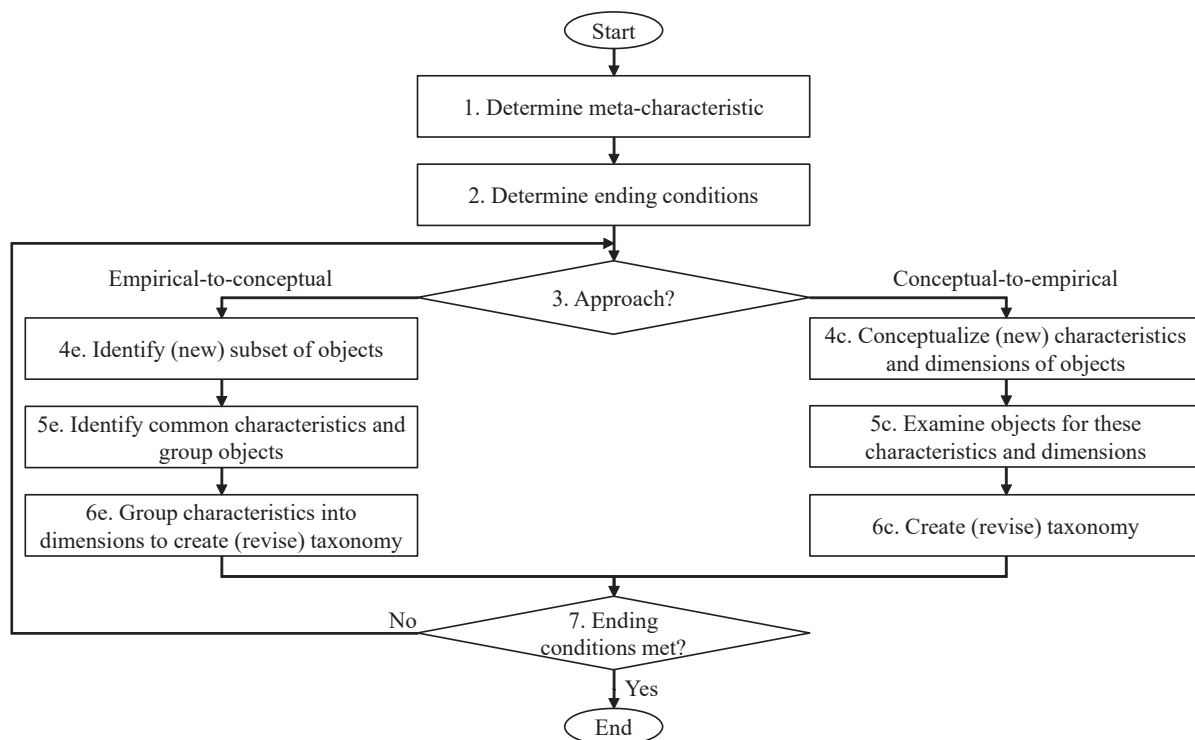 Start
1. Determine meta-characteristic
2. Determine ending conditions
Empirical-to-conceptual
Conceptual-to-empirical
3. Approach?
4e. Identify (new) subset of objects
5e. Identify common characteristics and
group objects
6e. Group characteristics into
dimensions to create (revise) taxonomy
4c. Conceptualize (new) characteristics
and dimensions of objects
5c. Examine objects for these
characteristics and dimensions
6c. Create (revise) taxonomy
No
7. Ending
conditions met?
Yes
End